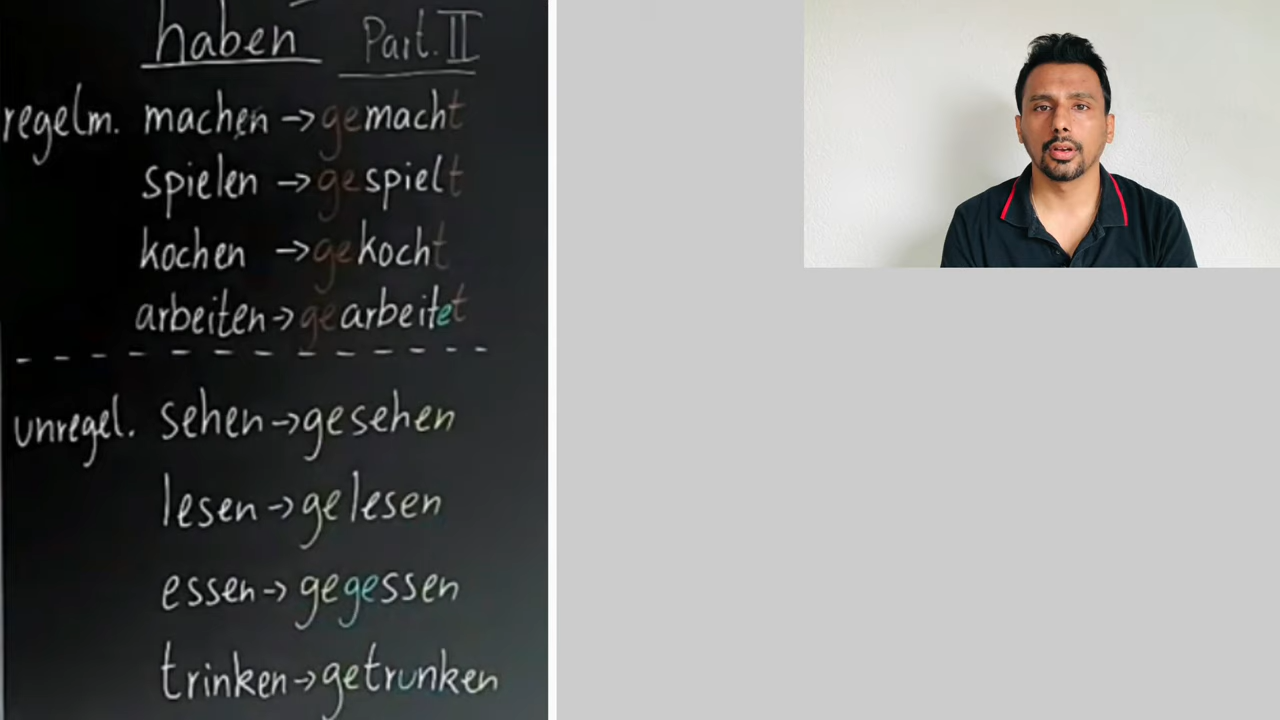 haben Part. II
regelm. machen → gemacht
spielen → gespielt
kochen → gekocht
arbeiten → gearbeitet
unregel. sehen → gesehen
lesen → gelesen
essen → gegessen
trinken → getrunken